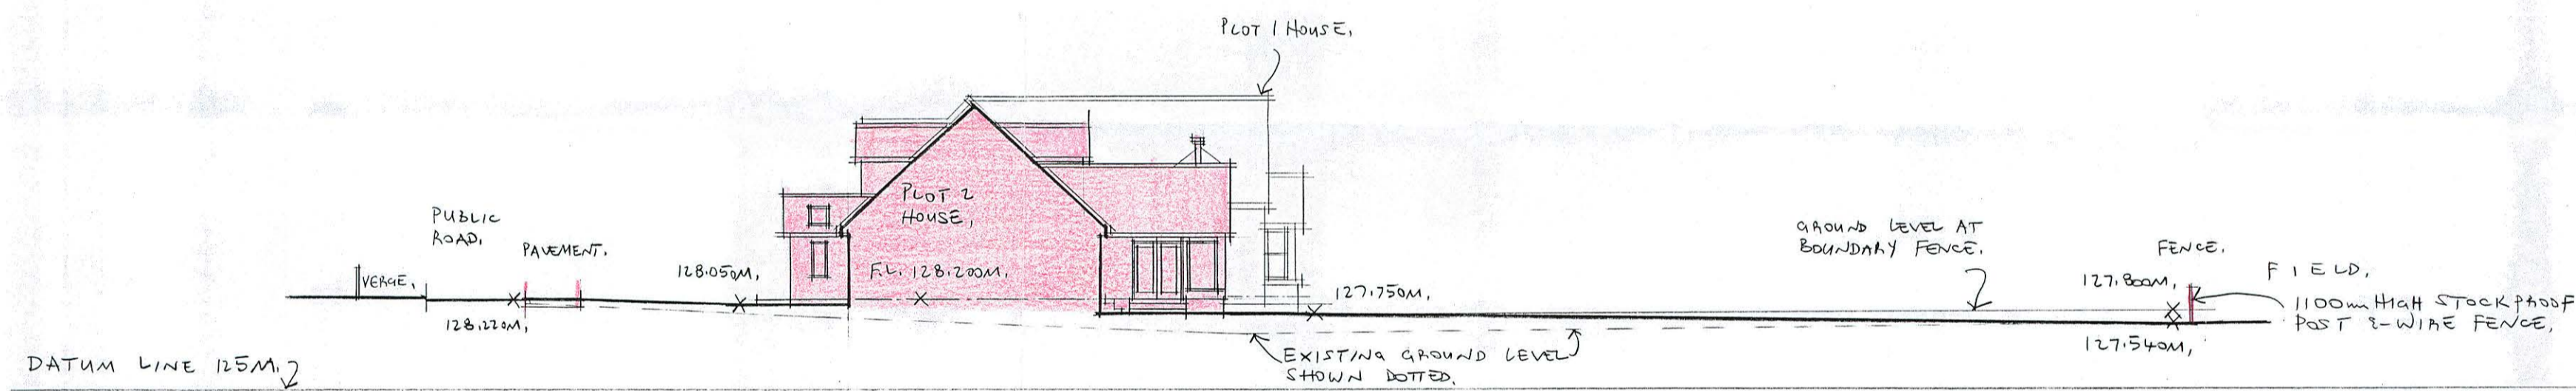 PLOT 1 HOUSE,
PLOT 2
HOUSE,
PUBLIC
ROAD,
PAVEMENT.
VERGE,
128.220M,
128.050M,
F.L. 128.200M,
127.750M,
GROUND LEVEL AT
BOUNDARY FENCE.
FENCE.
127.800M,
FIELD,
1100mm HIGH STOCKPROOF
POST &-WIRE FENCE,
127.540M,
EXISTING GROUND LEVEL
SHOWN DOTTED.
DATUM LINE 125M,